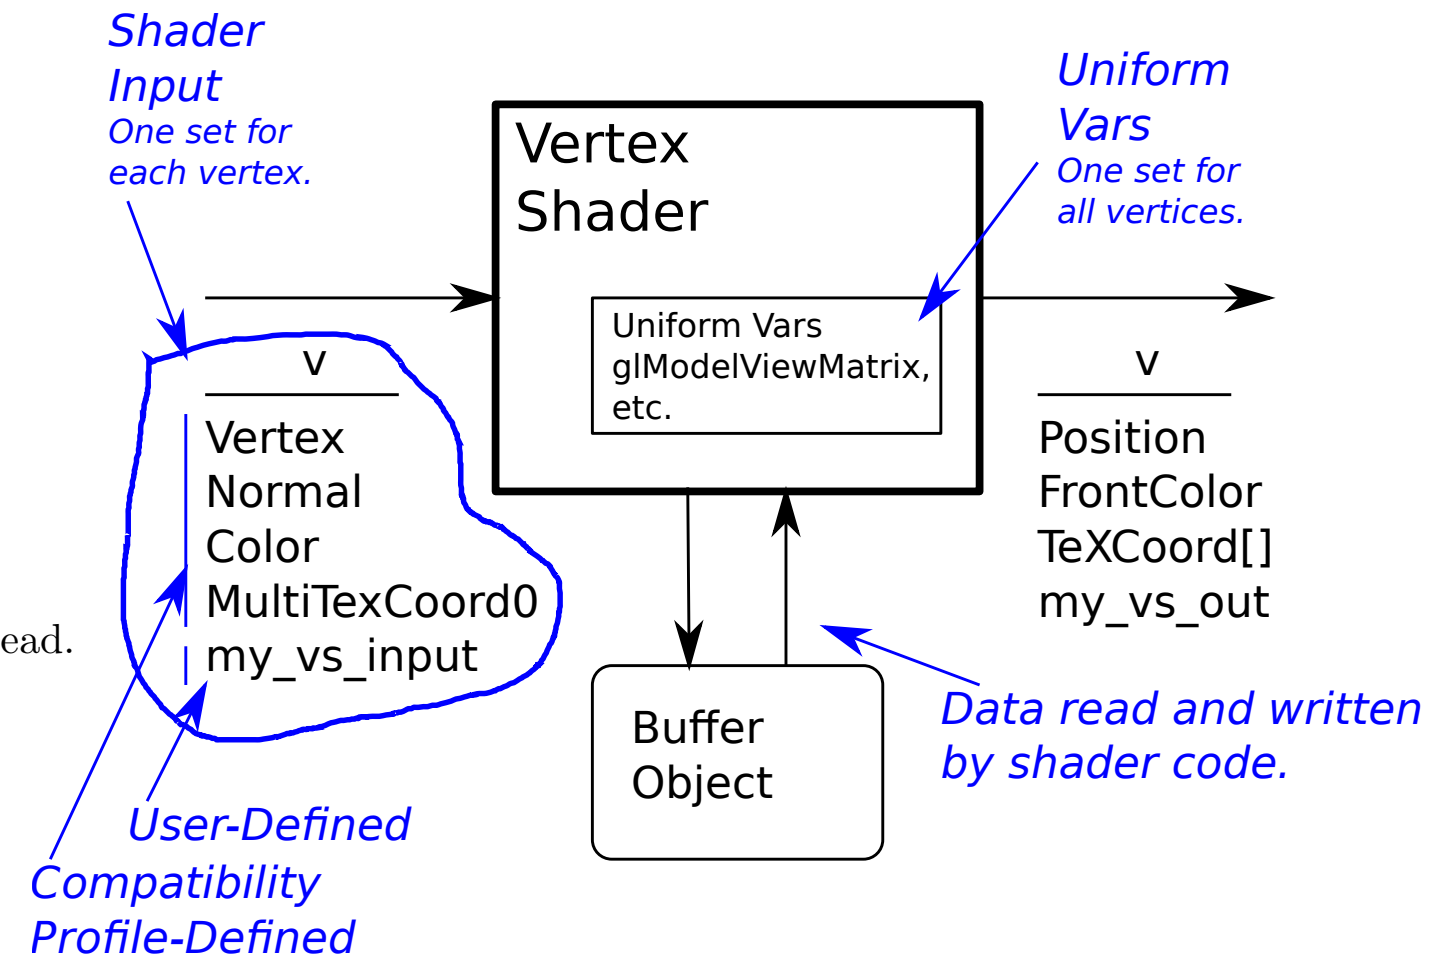 Shader
Input
One set for
each vertex.
Vertex
Shader
Uniform
Vars
One set for
all vertices.
Uniform Vars
glModelViewMatrix,
etc.
v
Vertex
Normal
Color
MultiTexCoord0
my_vs_input
v
Position
FrontColor
TeXCoord[]
my_vs_out
ead.
Buffer
Object
Data read and written
by shader code.
User-Defined
Compatibility
Profile-Defined